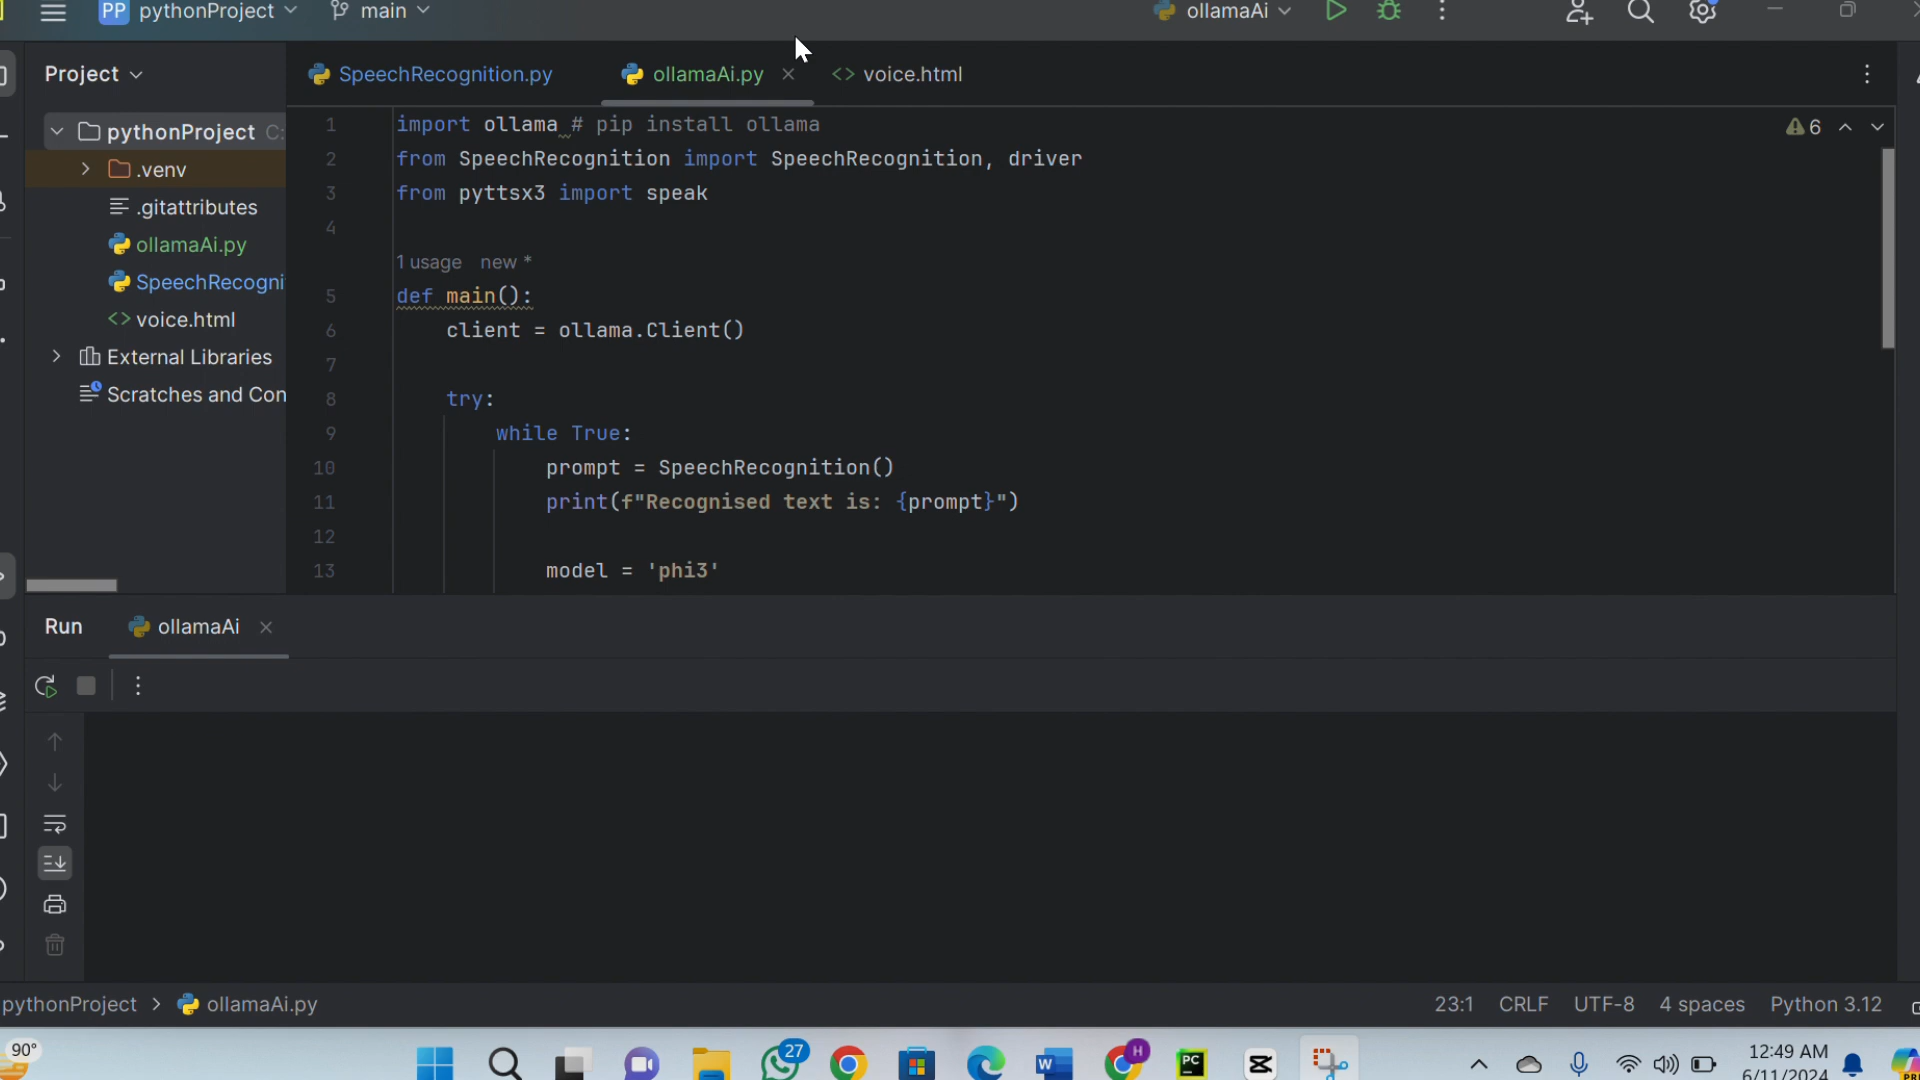 PP pythonProject main ollamaAi
Project
SpeechRecognition.py ollamaAi.py voice.html
pythonProject C:
.venv
.gitattributes
ollamaAi.py
SpeechRecogni
voice.html
External Libraries
Scratches and Con
6
1 import ollama # pip install ollama
2 from SpeechRecognition import SpeechRecognition, driver
3 from pyttsx3 import speak
4
1 usage new *
5 def main():
6 client = ollama.Client()
7
8 try:
9 while True:
10 prompt = SpeechRecognition()
11 print(f"Recognised text is: {prompt}")
12
13 model = 'phi3'
Run ollamaAi
pythonProject > ollamaAi.py 23:1 CRLF UTF-8 4 spaces Python 3.12
90°
27
H
PC
12:49 AM
6/11/2024